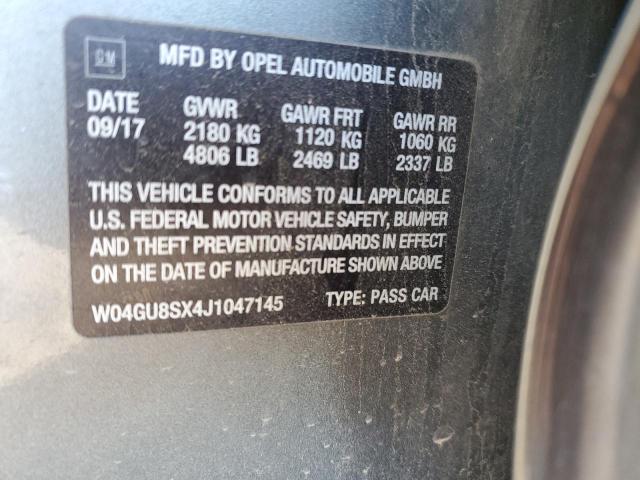 GM
MFD BY OPEL AUTOMOBILE GMBH
DATE GVWR GAWR FRT GAWR RR
09/17 2180 KG 1120 KG 1060 KG
4806 LB 2469 LB 2337 LB
THIS VEHICLE CONFORMS TO ALL APPLICABLE
U.S. FEDERAL MOTOR VEHICLE SAFETY, BUMPER
AND THEFT PREVENTION STANDARDS IN EFFECT
ON THE DATE OF MANUFACTURE SHOWN ABOVE
W04GU8SX4J1047145 TYPE: PASS CAR